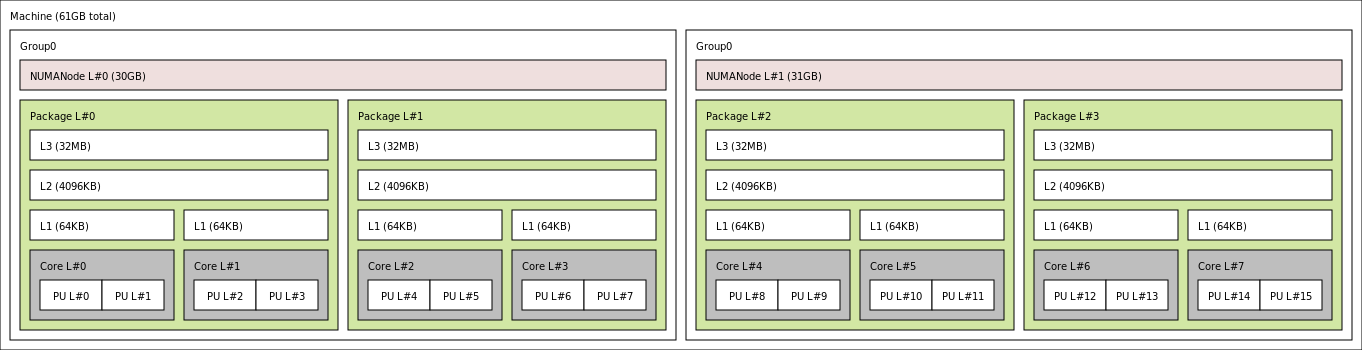 Machine (61GB total)
Group0
NUMANode L#0 (30GB)
Package L#0
L3 (32MB)
L2 (4096KB)
L1 (64KB)
L1 (64KB)
Core L#0
PU L#0
PU L#1
Core L#1
PU L#2
PU L#3
Package L#1
L3 (32MB)
L2 (4096KB)
L1 (64KB)
L1 (64KB)
Core L#2
PU L#4
PU L#5
Core L#3
PU L#6
PU L#7
Group0
NUMANode L#1 (31GB)
Package L#2
L3 (32MB)
L2 (4096KB)
L1 (64KB)
L1 (64KB)
Core L#4
PU L#8
PU L#9
Core L#5
PU L#10
PU L#11
Package L#3
L3 (32MB)
L2 (4096KB)
L1 (64KB)
L1 (64KB)
Core L#6
PU L#12
PU L#13
Core L#7
PU L#14
PU L#15